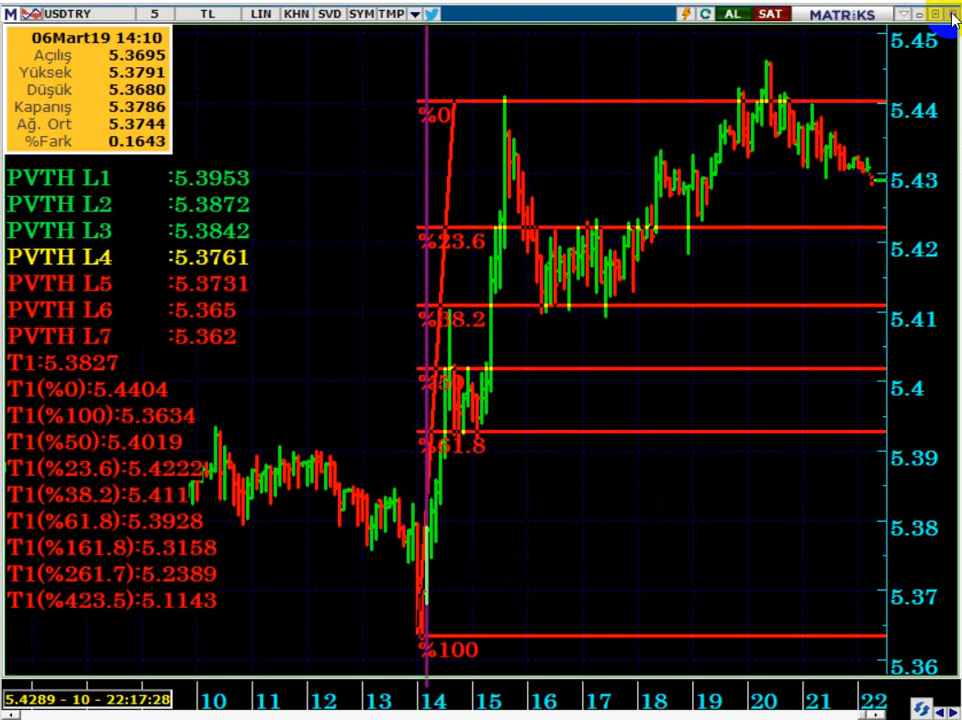 M USDTRY 5 TL LIN KHN SVD SYM TMP AL SAT MATRiKS
06Mart19 14:10
Açılış 5.3695
Yüksek 5.3791
Düşük 5.3680
Kapanış 5.3786
Ağ. Ort 5.3744
%Fark 0.1643
PVTH L1 :5.3953
PVTH L2 :5.3872
PVTH L3 :5.3842
PVTH L4 :5.3761
PVTH L5 :5.3731
PVTH L6 :5.365
PVTH L7 :5.362
T1:5.3827
T1(%0):5.4404
T1(%100):5.3634
T1(%50):5.4019
T1(%23.6):5.4222
T1(%38.2):5.411
T1(%61.8):5.3928
T1(%161.8):5.3158
T1(%261.7):5.2389
T1(%423.5):5.1143
%0
%23.6
%38.2
%50
%61.8
%100
5.45
5.44
5.43
5.42
5.41
5.4
5.39
5.38
5.37
5.36
5.4289 - 10 - 22:17:28
10 11 12 13 14 15 16 17 18 19 20 21 22